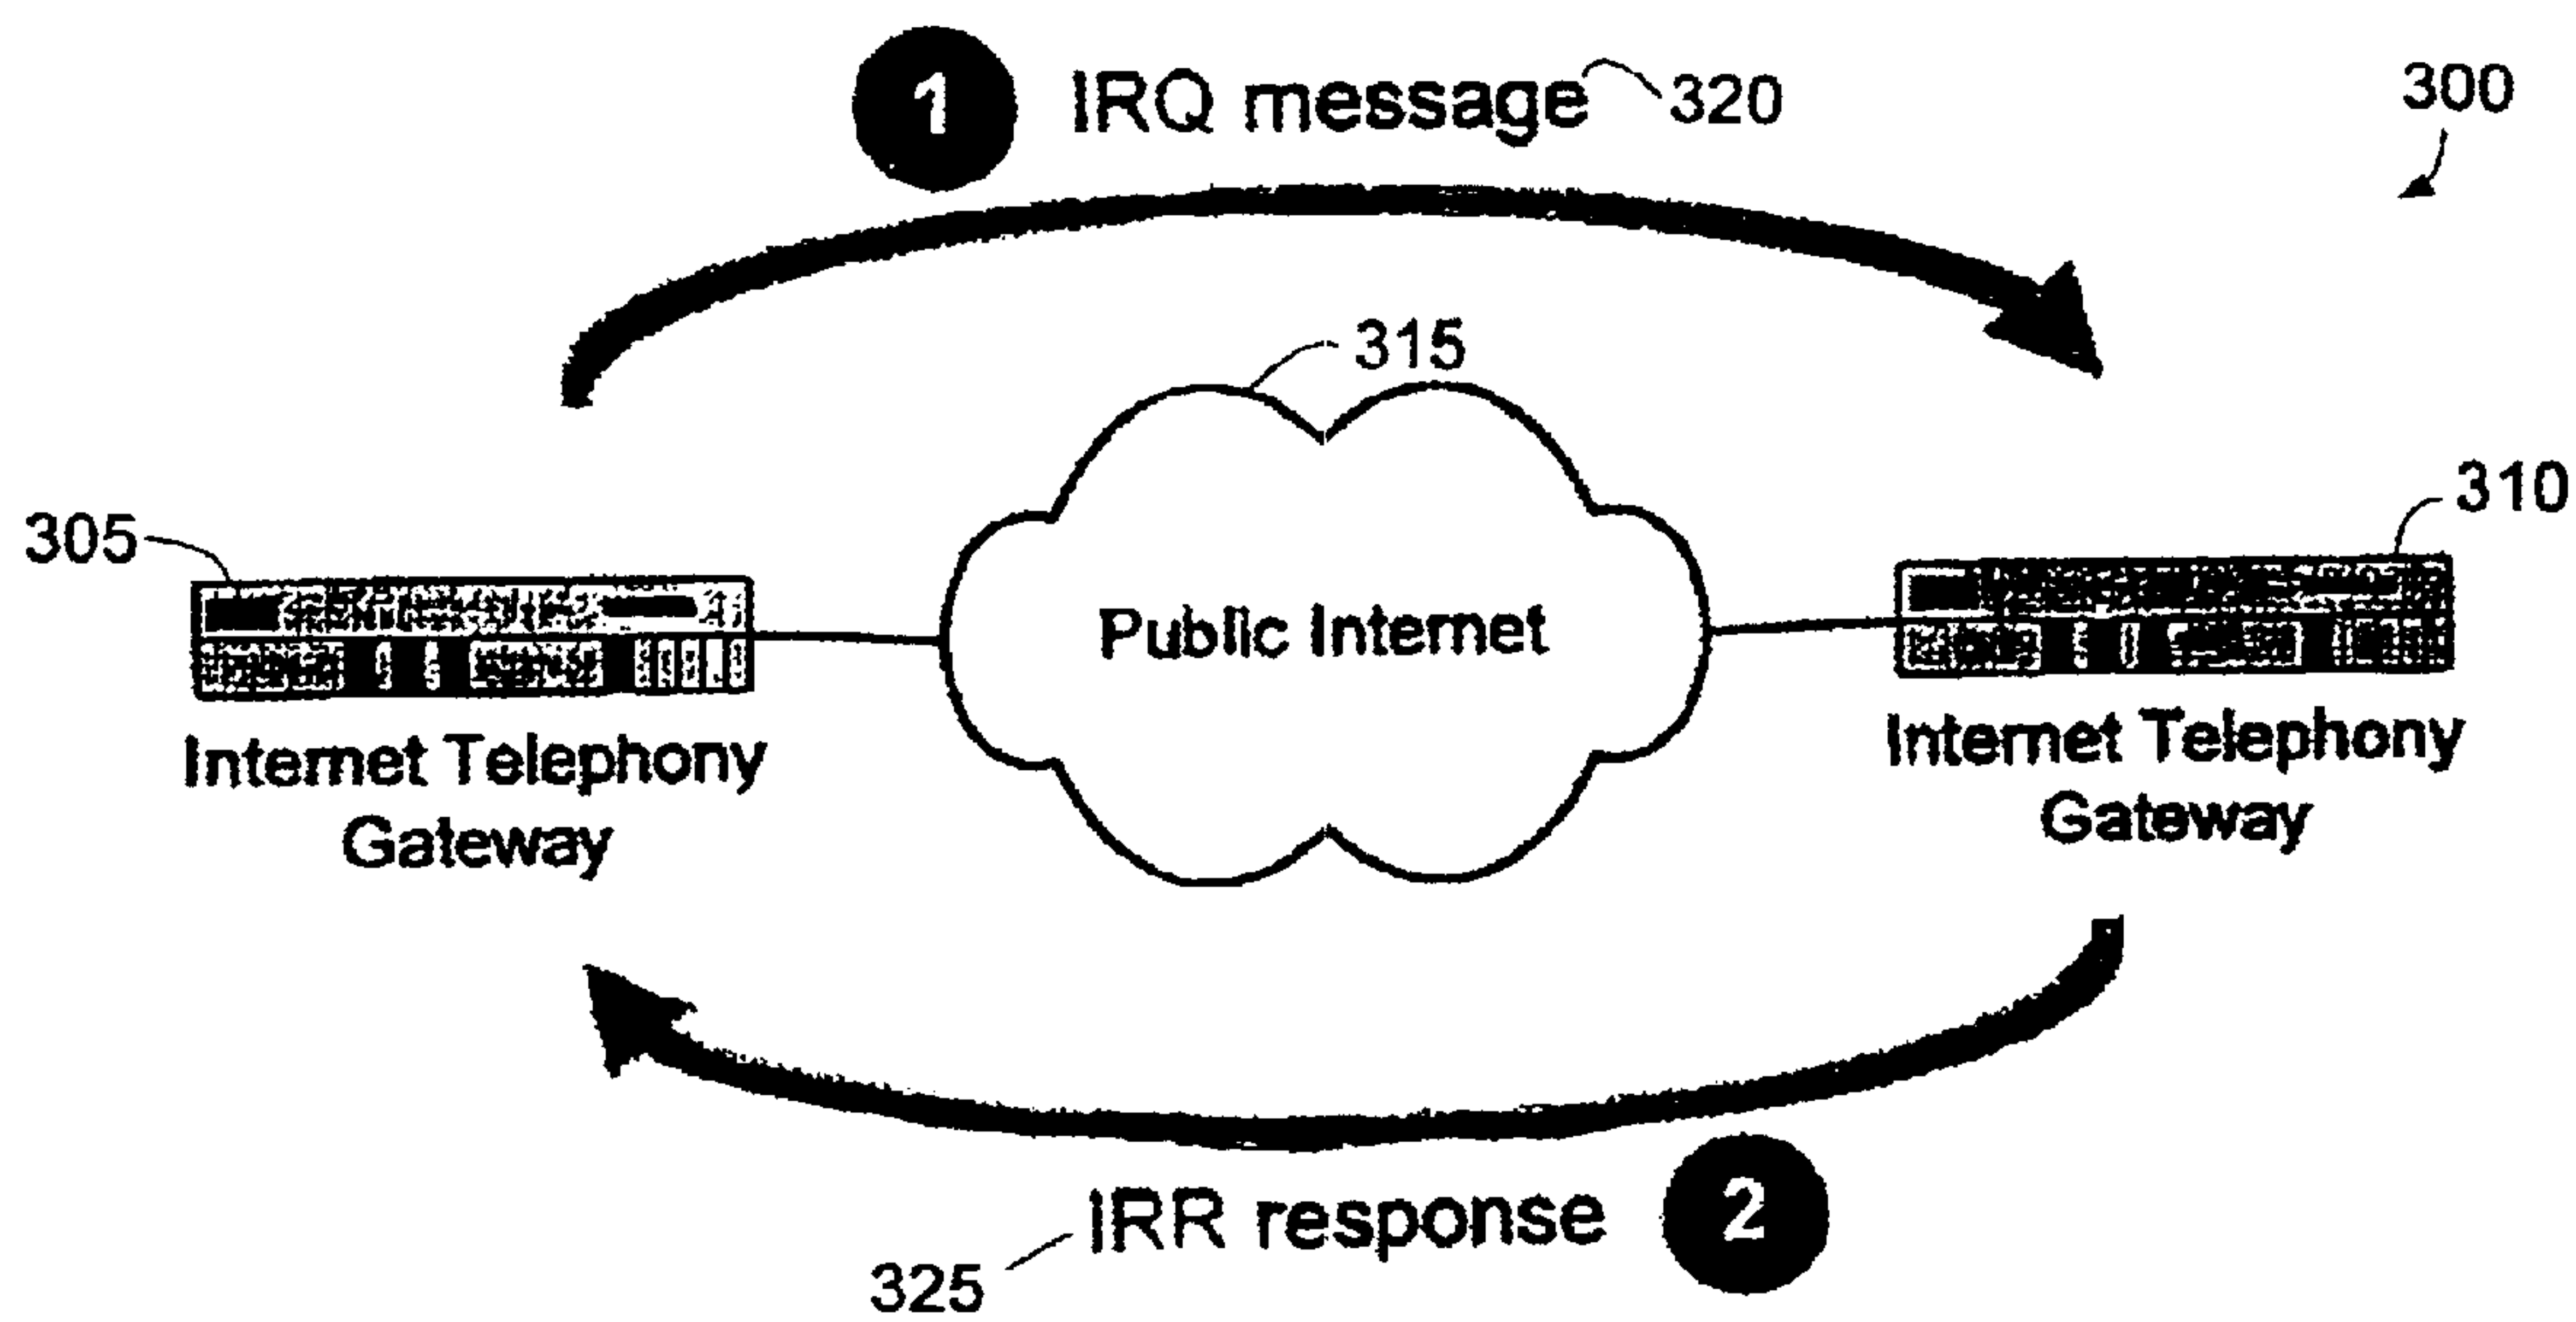 1 IRQ message 320
300
315
305
310
Public Internet
Internet Telephony
Gateway
Internet Telephony
Gateway
IRR response 2
325